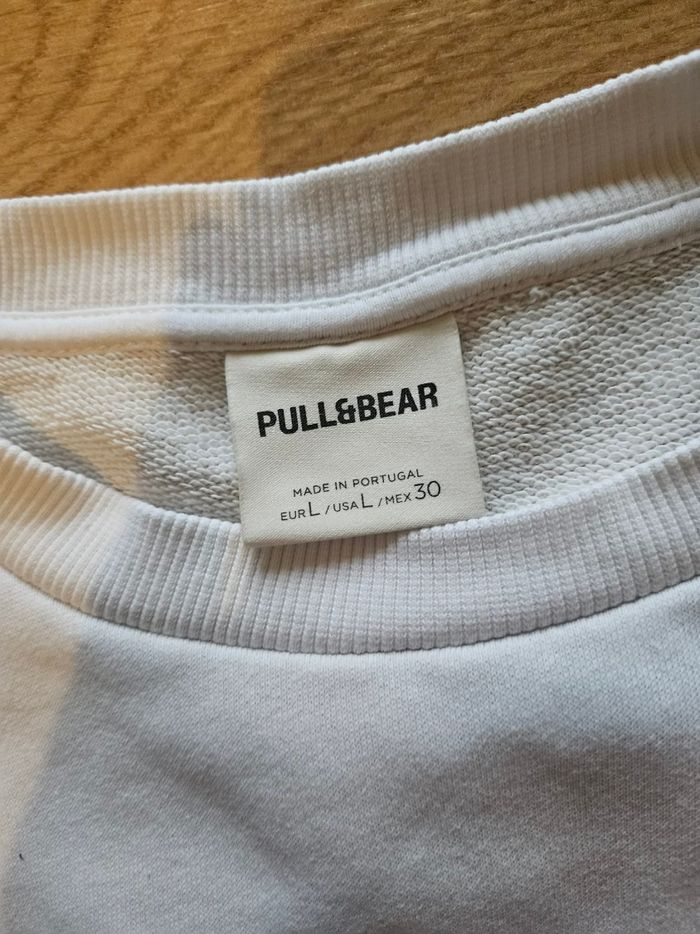 PULL&BEAR
MADE IN PORTUGAL
EUR L / USA L / MEX 30